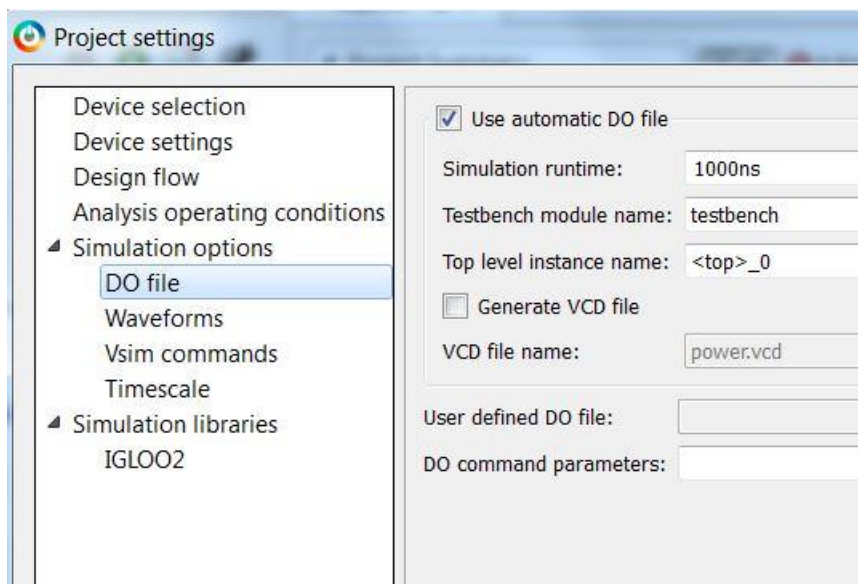 Project settings
Device selection
Device settings
Design flow
Analysis operating conditions
Simulation options
DO file
Waveforms
Vsim commands
Timescale
Simulation libraries
IGLOO2
Use automatic DO file
Simulation runtime: 1000ns
Testbench module name: testbench
Top level instance name: <top>_0
Generate VCD file
VCD file name: power.vcd
User defined DO file:
DO command parameters: